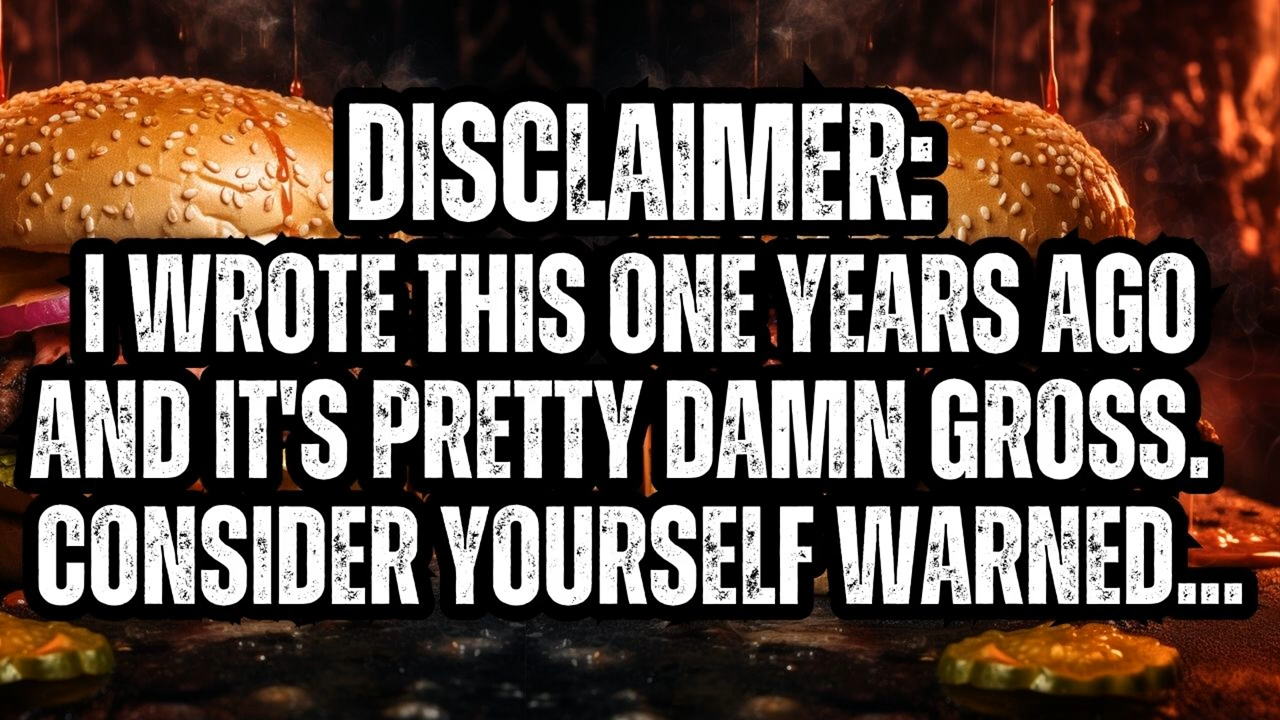 DISCLAIMER:
I WROTE THIS ONE YEARS AGO
AND IT'S PRETTY DAMN GROSS.
CONSIDER YOURSELF WARNED...